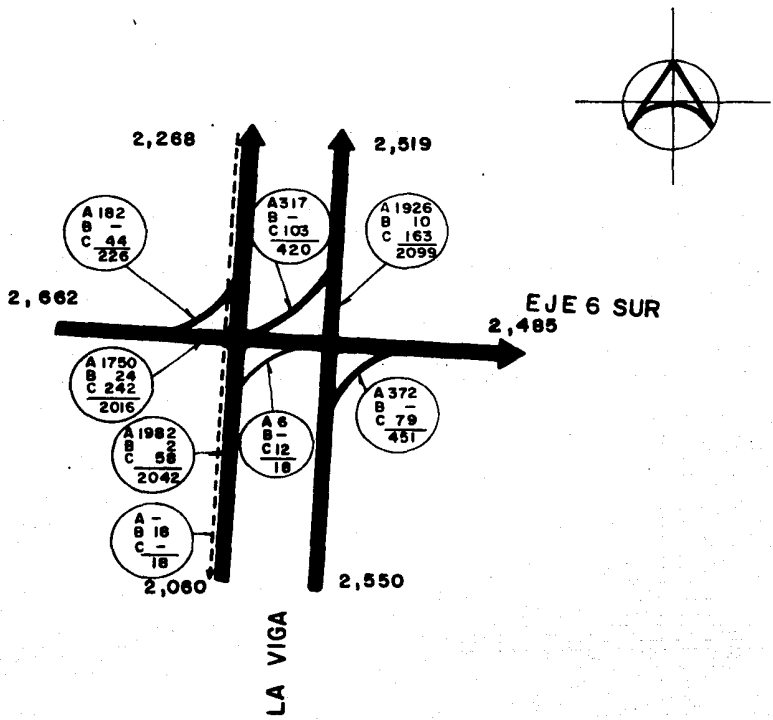 2,268
2,519
A 182
B -
C 44
226
A 317
B -
C 103
420
A 1926
B 10
C 163
2099
2,662
EJE 6 SUR
2,485
A 1750
B 24
C 242
2016
A 1982
B 2
C 58
2042
A 6
B -
C 12
18
A 372
B -
C 79
451
A -
B 18
C -
18
2,060
2,550
LA VIGA